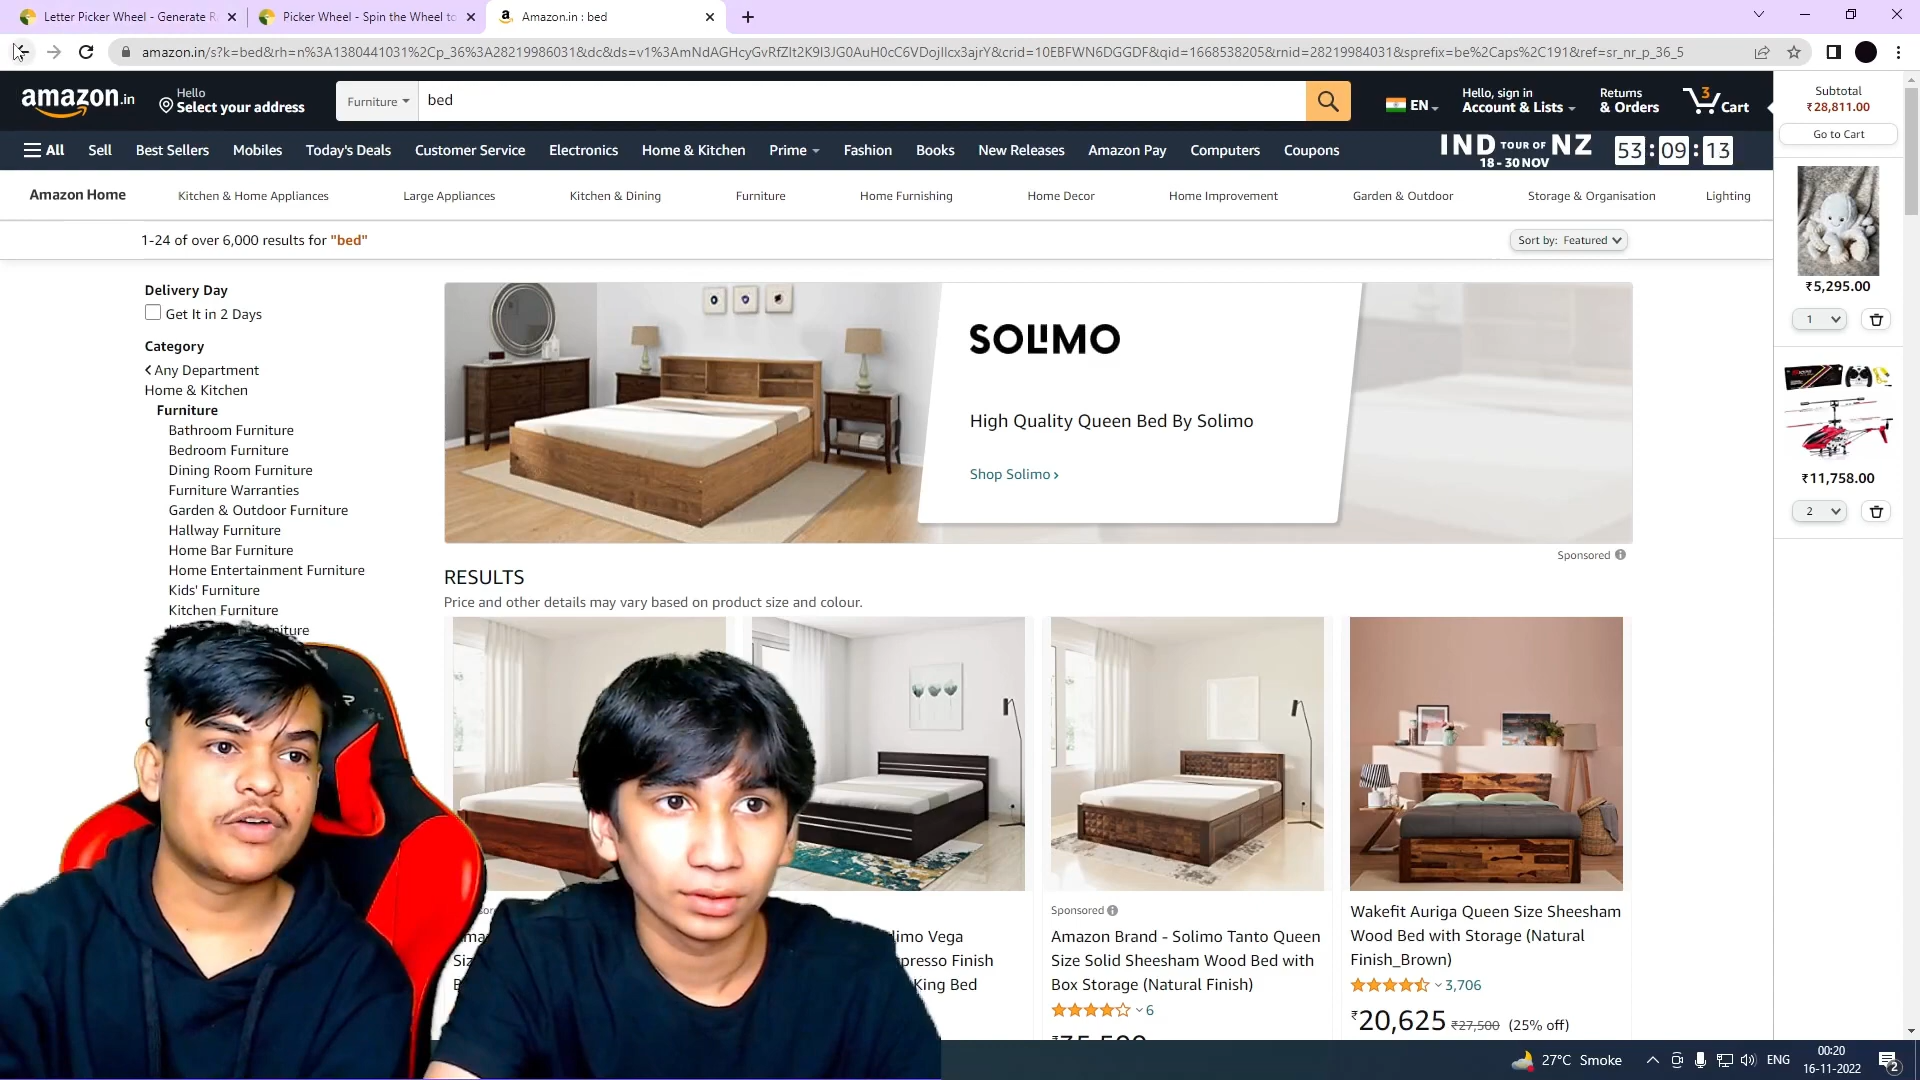 Letter Picker Wheel - Generate R
Picker Wheel - Spin the Wheel to
Amazon.in : bed
amazon.in/s?k=bed&rh=n%3A1380441031%2Cp_36%3A28219986031&dc&ds=v1%3AmNdAGHcyGvRfZIt2K9I3JG0AuH0cC6VDojIlcx3ajrY&crid=10EBFWN6DGGDF&qid=1668538205&rnid=28219984031&sprefix=be%2Caps%2C191&ref=sr_nr_p_36_5
amazon.in
Hello
Select your address
Furniture
bed
EN
Hello, sign in
Account & Lists
Returns
& Orders
3
Cart
All
Sell
Best Sellers
Mobiles
Today's Deals
Customer Service
Electronics
Home & Kitchen
Prime
Fashion
Books
New Releases
Amazon Pay
Computers
Coupons
IND TOUR OF NZ
18 - 30 NOV
53 : 09 : 13
Amazon Home
Kitchen & Home Appliances
Large Appliances
Kitchen & Dining
Furniture
Home Furnishing
Home Decor
Home Improvement
Garden & Outdoor
Storage & Organisation
Lighting
1-24 of over 6,000 results for "bed"
Sort by: Featured
Delivery Day
Get It in 2 Days
Category
Any Department
Home & Kitchen
Furniture
Bathroom Furniture
Bedroom Furniture
Dining Room Furniture
Furniture Warranties
Garden & Outdoor Furniture
Hallway Furniture
Home Bar Furniture
Home Entertainment Furniture
Kids' Furniture
Kitchen Furniture
SOLIMO
High Quality Queen Bed By Solimo
Shop Solimo ›
Sponsored
RESULTS
Price and other details may vary based on product size and colour.
Vega
Finish
King Bed
Sponsored
Amazon Brand - Solimo Tanto Queen
Size Solid Sheesham Wood Bed with
Box Storage (Natural Finish)
6
Wakefit Auriga Queen Size Sheesham
Wood Bed with Storage (Natural
Finish_Brown)
3,706
₹20,625 ₹27,500 (25% off)
Subtotal
₹28,811.00
Go to Cart
₹5,295.00
1
₹11,758.00
2
27°C Smoke
ENG
00:20
16-11-2022
2